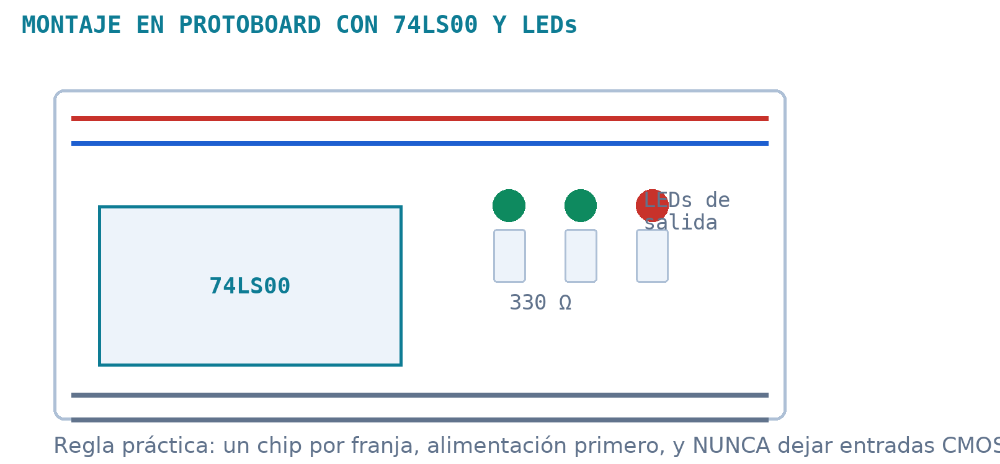 MONTAJE EN PROTOBOARD CON 74LS00 Y LEDs
LEDs de
salida
74LS00
330 Ω
Regla práctica: un chip por franja, alimentación primero, y NUNCA dejar entradas CMOS